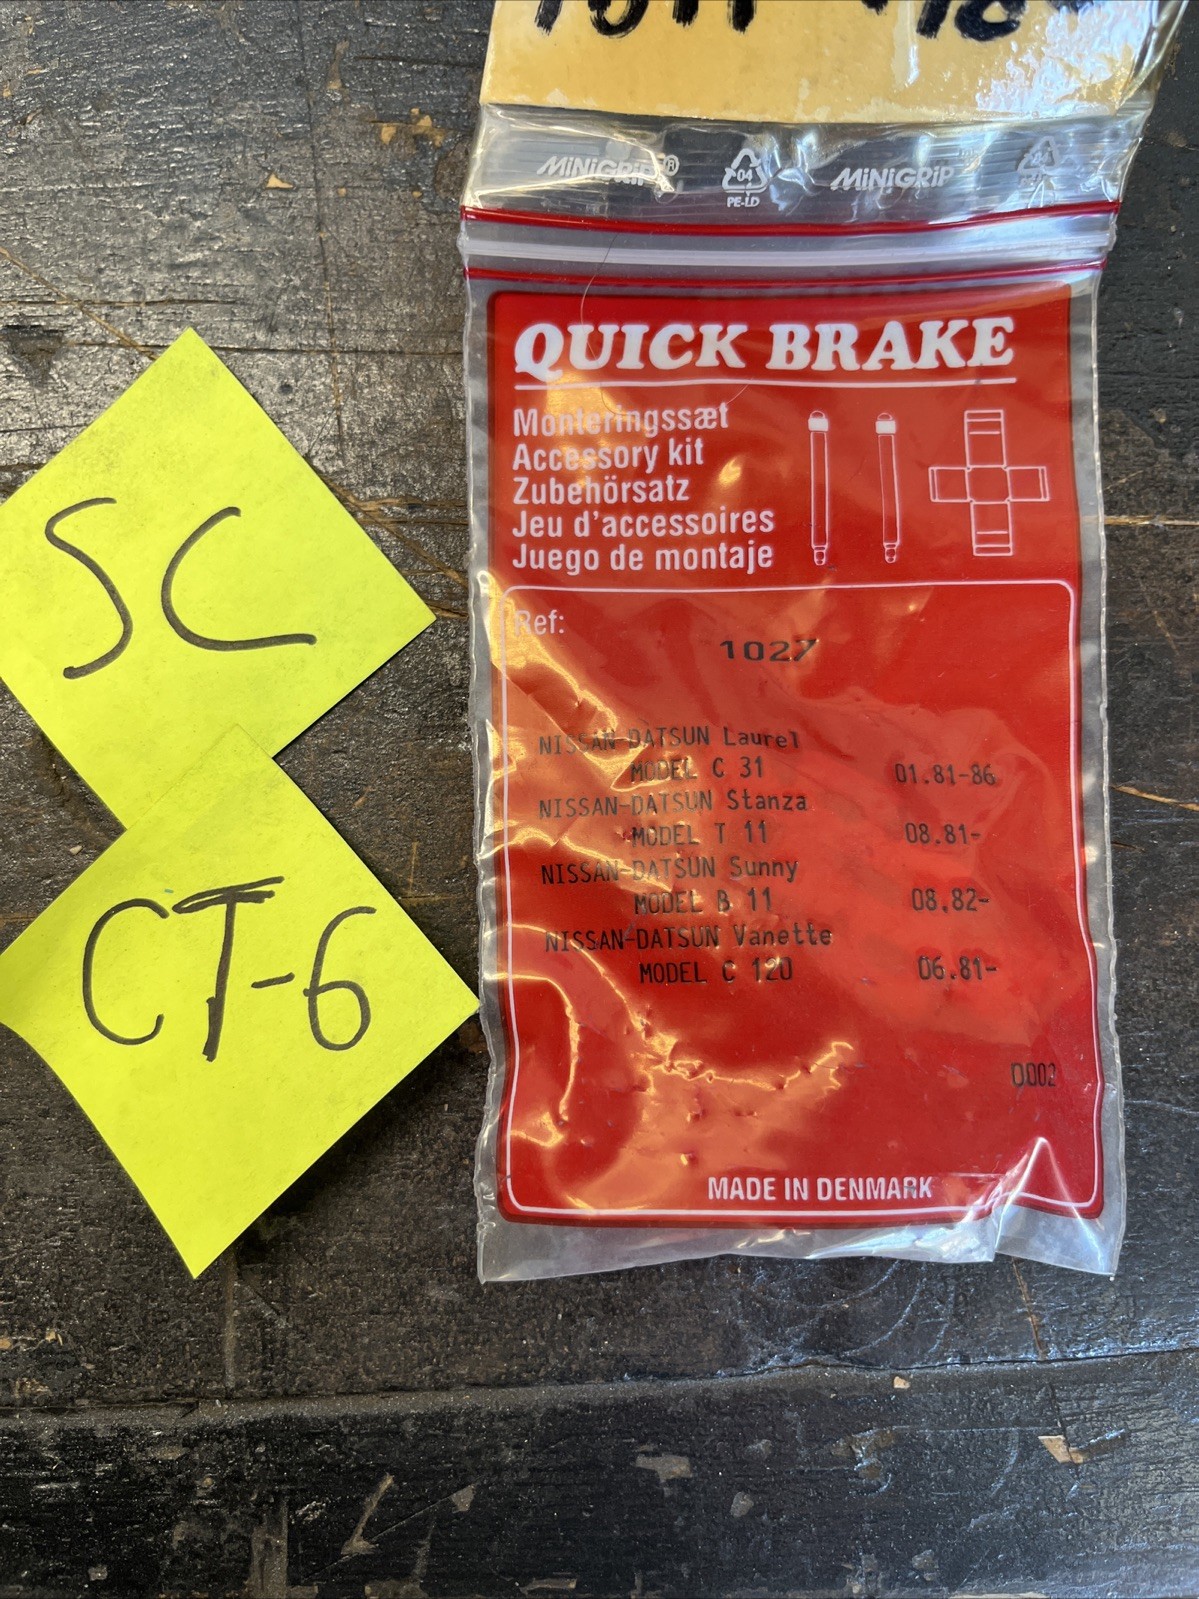 MiNiGRiP® 04 PE-LD MiNiGRiP
QUICK BRAKE
Monteringssæt
Accessory kit
Zubehörsatz
Jeu d'accessoires
Juego de montaje
Ref:
1027
NISSAN-DATSUN Laurel
MODEL C 31 01.81-86
NISSAN-DATSUN Stanza
MODEL T 11 08.81-
NISSAN-DATSUN Sunny
MODEL B 11 08.82-
NISSAN-DATSUN Vanette
MODEL C 120 06.81-
0002
MADE IN DENMARK
SC
CT-6